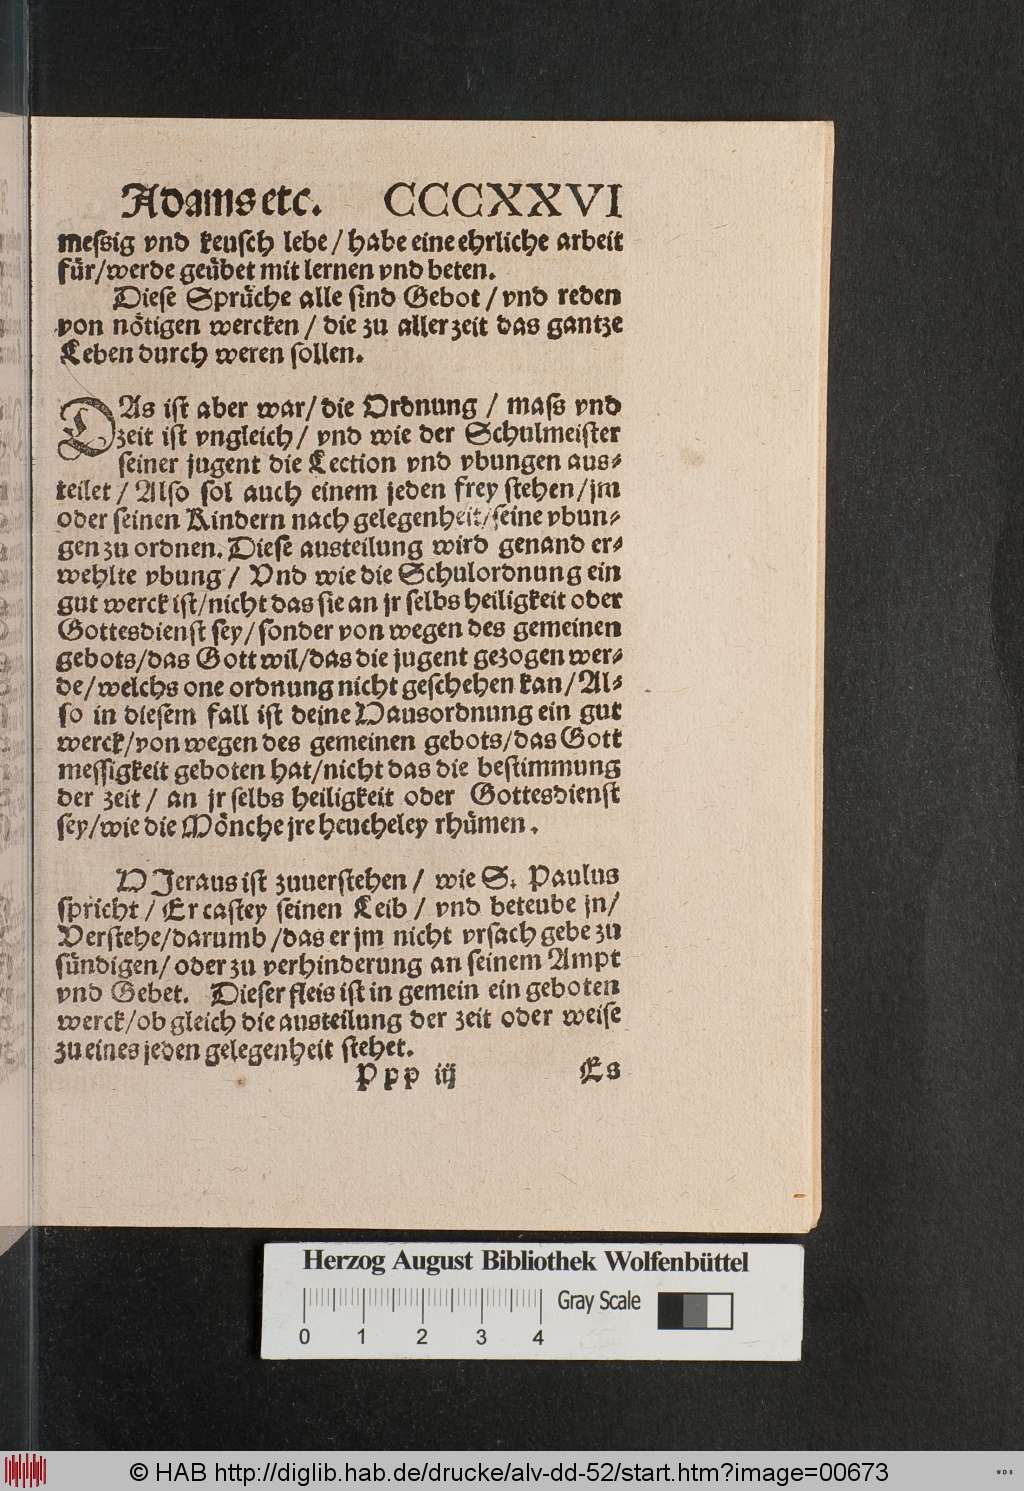 Adams etc. CCCXXVI
messig vnd keusch lebe / habe eine ehrliche arbeit
für/werde geübet mit lernen vnd beten.
Diese Sprüche alle sind Gebot / vnd reden
von nötigen wercken / die zu aller zeit das gantze
Leben durch weren sollen.
DAs ist aber war/ die Ordnung / mass vnd
zeit ist vngleich / vnd wie der Schulmeister
seiner jugent die Lection vnd vbungen aus-
teilet / Also sol auch einem jeden frey stehen/jm
oder seinen Kindern nach gelegenheit/seine vbun-
gen zu ordnen. Diese austeilung wird genand er-
wehlte vbung / Vnd wie die Schulordnung ein
gut werck ist/nicht das sie an jr selbs heiligkeit oder
Gottesdienst sey/sonder von wegen des gemeinen
gebots/das Gott wil/das die jugent gezogen wer-
de/welchs one ordnung nicht geschehen kan/Al-
so in diesem fall ist deine Hausordnung ein gut
werck/von wegen des gemeinen gebots/das Gott
messigkeit geboten hat/nicht das die bestimmung
der zeit / an jr selbs heiligkeit oder Gottesdienst
sey/wie die Mönche jre heucheley rhümen.
HIeraus ist zuuerstehen / wie S. Paulus
spricht / Er castey seinen Leib / vnd beteube jn/
Verstehe/darumb/das er jm nicht vrsach gebe zu
sündigen/ oder zu verhinderung an seinem Ampt
vnd Gebet. Dieser fleis ist in gemein ein geboten
werck/ob gleich die austeilung der zeit oder weise
zu eines jeden gelegenheit stehet.
Ppp iij Es
Herzog August Bibliothek Wolfenbüttel
Gray Scale
0 1 2 3 4
© HAB http://diglib.hab.de/drucke/alv-dd-52/start.htm?image=00673
WDB